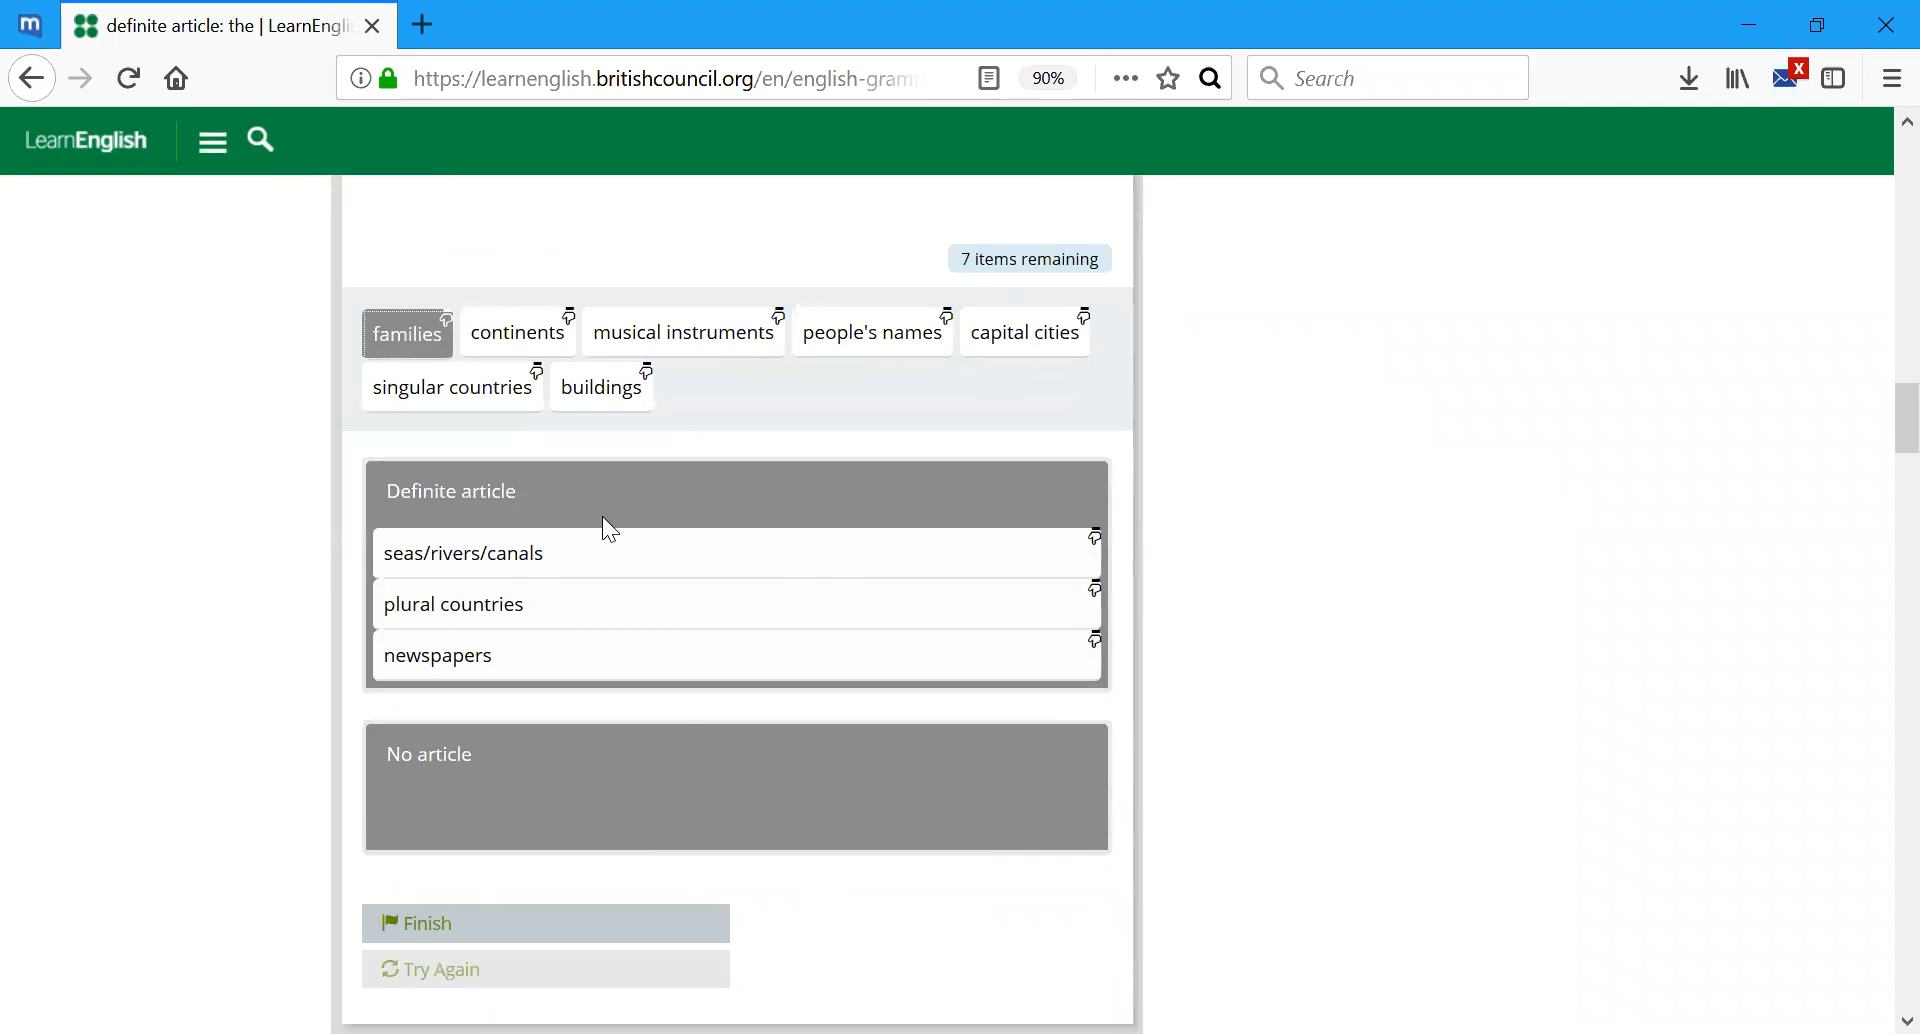 definite article: the | LearnEngli
https://learnenglish.britishcouncil.org/en/english-gram
90%
Search
X
LearnEnglish
7 items remaining
families continents musical instruments people's names capital cities
singular countries buildings
Definite article
seas/rivers/canals
plural countries
newspapers
No article
Finish
Try Again